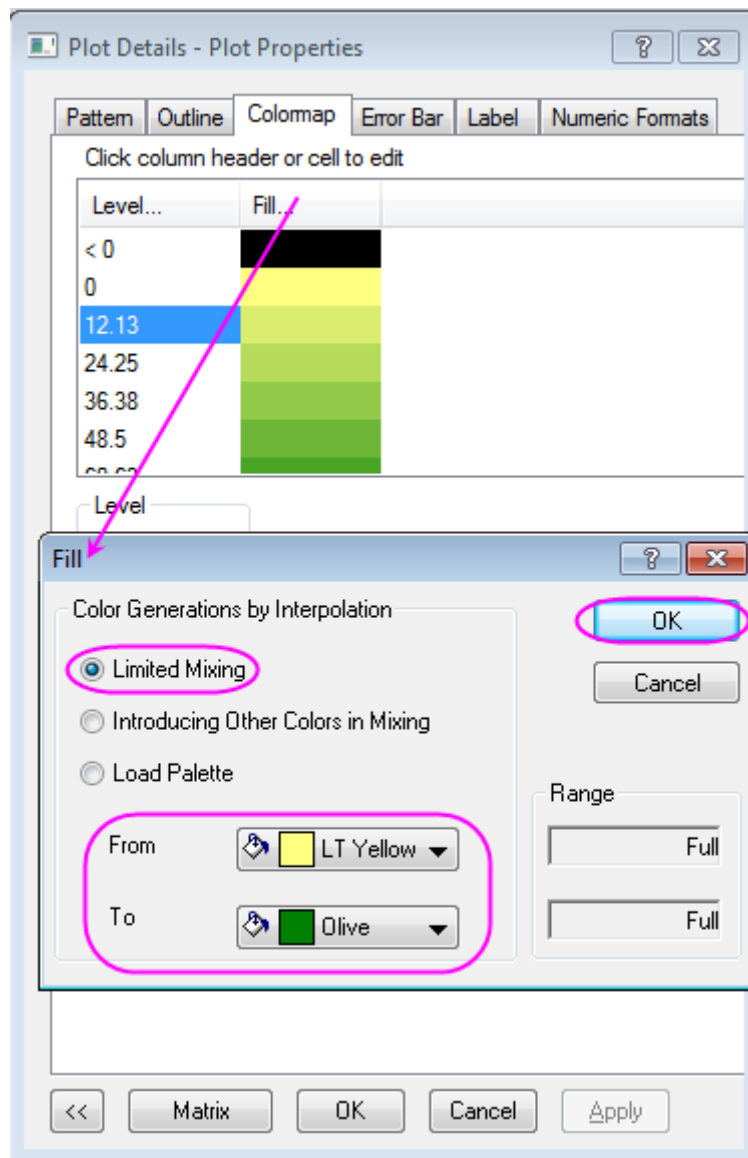 Plot Details - Plot Properties
Pattern Outline Colormap Error Bar Label Numeric Formats
Click column header or cell to edit
Level... Fill...
< 0
0
12.13
24.25
36.38
48.5
Level
Fill
Color Generations by Interpolation
OK
Limited Mixing
Cancel
Introducing Other Colors in Mixing
Load Palette
Range
From LT Yellow Full
To Olive Full
<< Matrix OK Cancel Apply